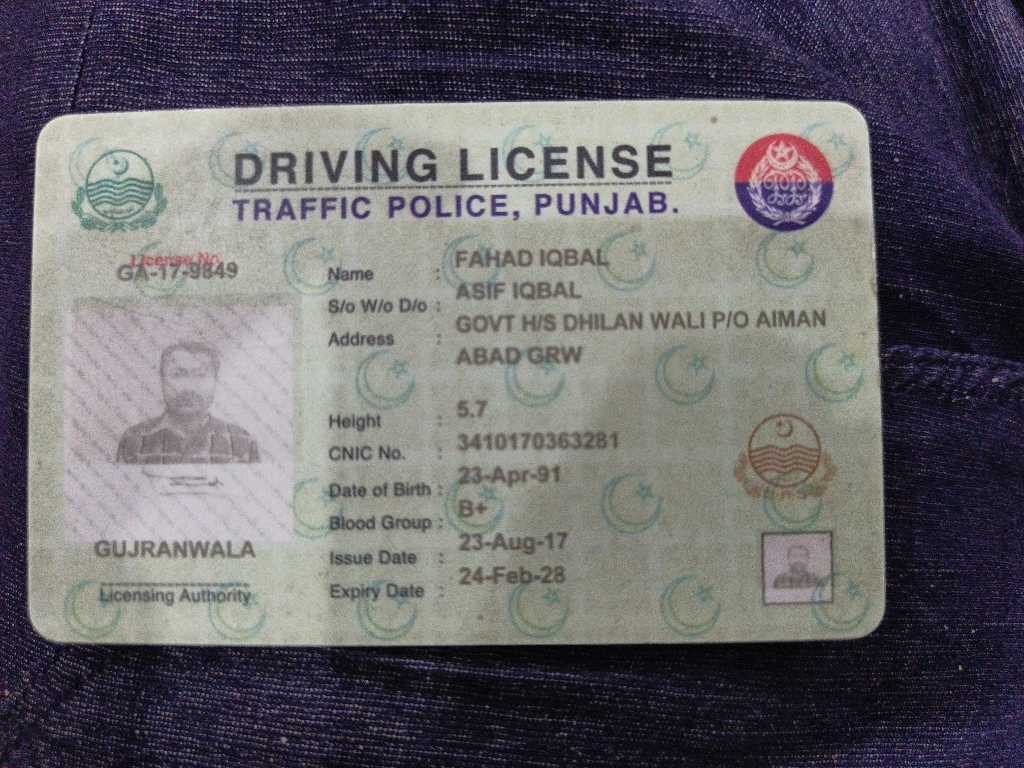 DRIVING LICENSE
TRAFFIC POLICE, PUNJAB.
License No
GA-17-9849
Name : FAHAD IQBAL
S/o W/o D/o : ASIF IQBAL
Address : GOVT H/S DHILAN WALI P/O AIMAN
ABAD GRW
Height : 5.7
CNIC No. : 3410170363281
Date of Birth : 23-Apr-91
Blood Group : B+
Issue Date : 23-Aug-17
Expiry Date : 24-Feb-28
GUJRANWALA
Licensing Authority